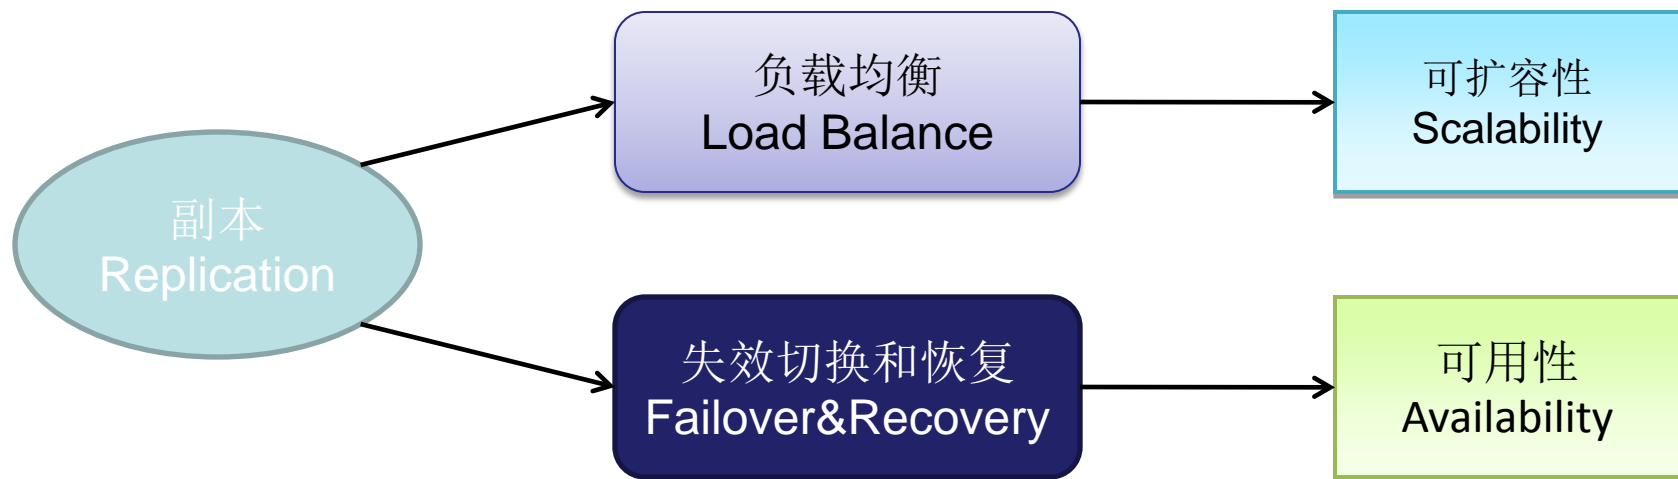 负载均衡
Load Balance
可扩容性
Scalability
副本
Replication
失效切换和恢复
Failover&Recovery
可用性
Availability